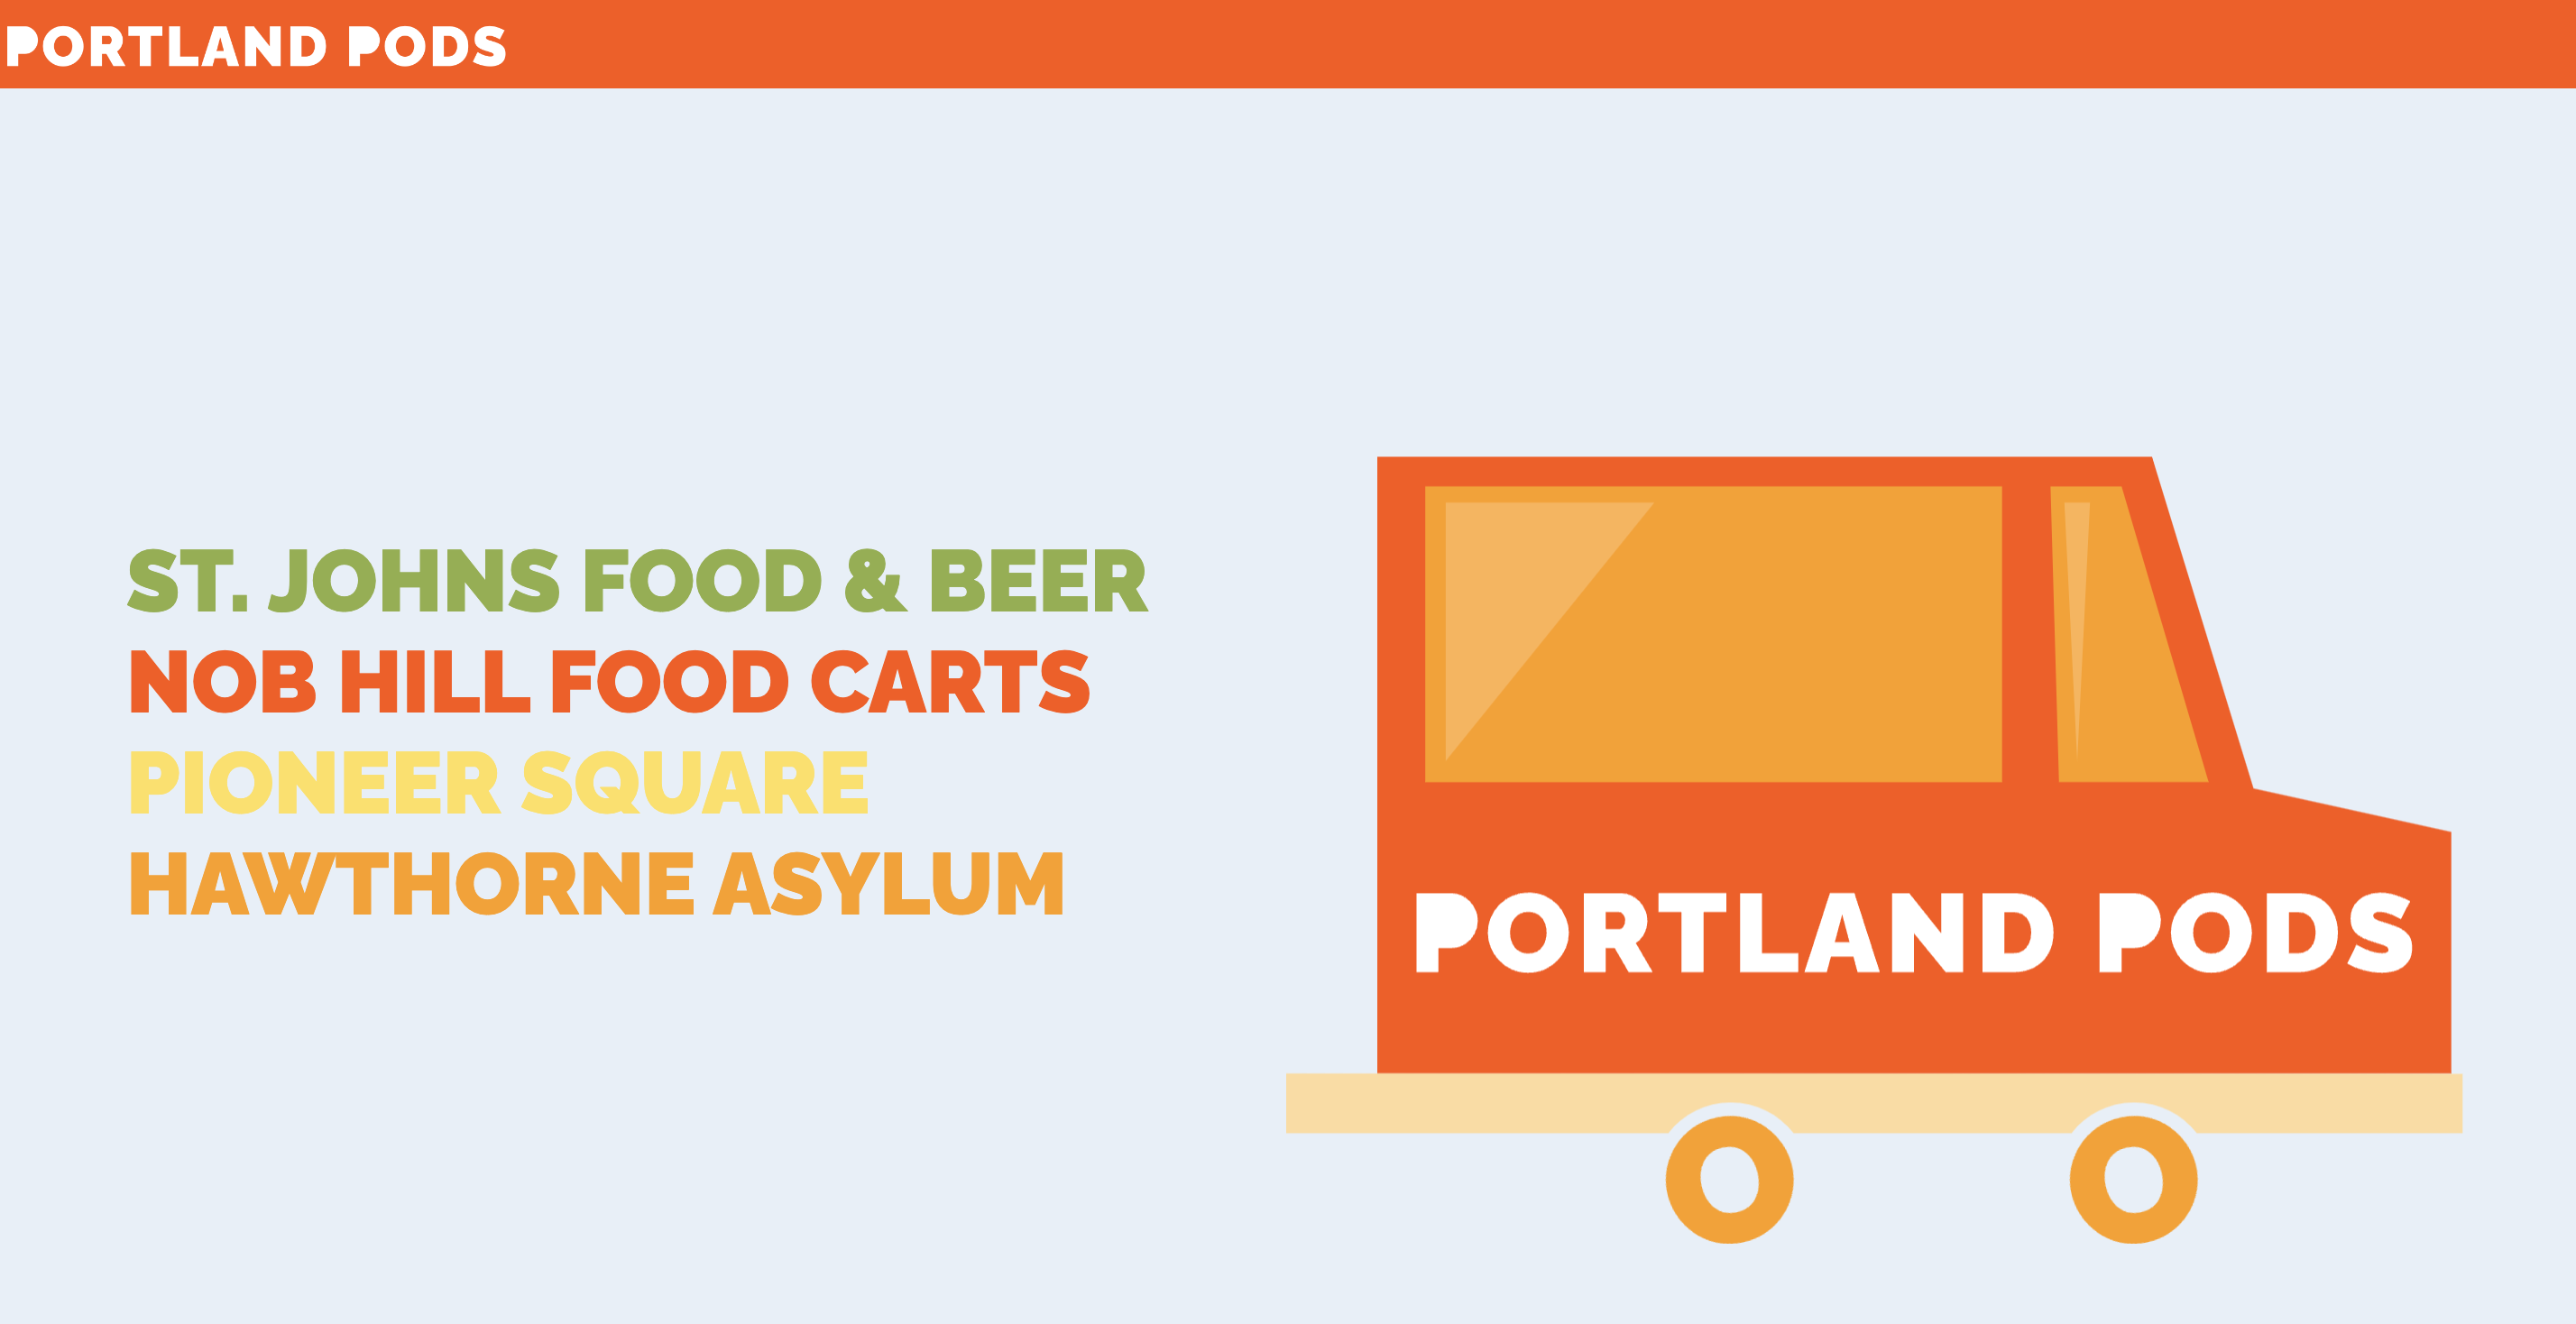 PORTLAND PODS
ST. JOHNS FOOD & BEER
NOB HILL FOOD CARTS
PIONEER SQUARE
HAWTHORNE ASYLUM
PORTLAND PODS